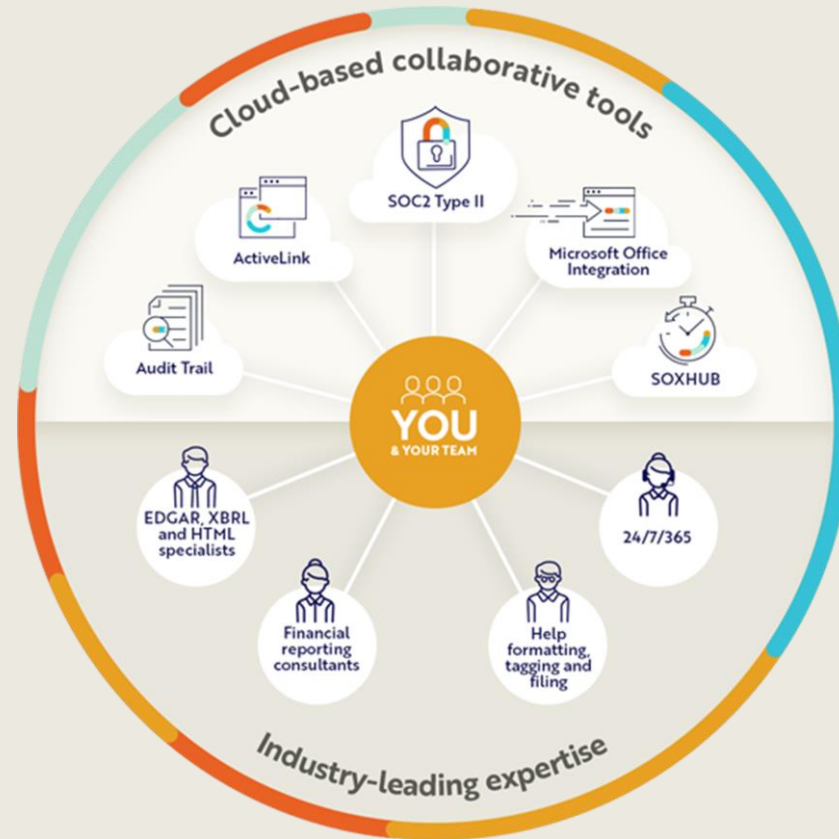 Cloud-based collaborative tools
SOC2 Type II
ActiveLink
Microsoft Office
Integration
Audit Trail
SOXHUB
YOU
& YOUR TEAM
EDGAR, XBRL
and HTML
specialists
24/7/365
Financial
reporting
consultants
Help
formatting,
tagging and
filing
Industry-leading expertise